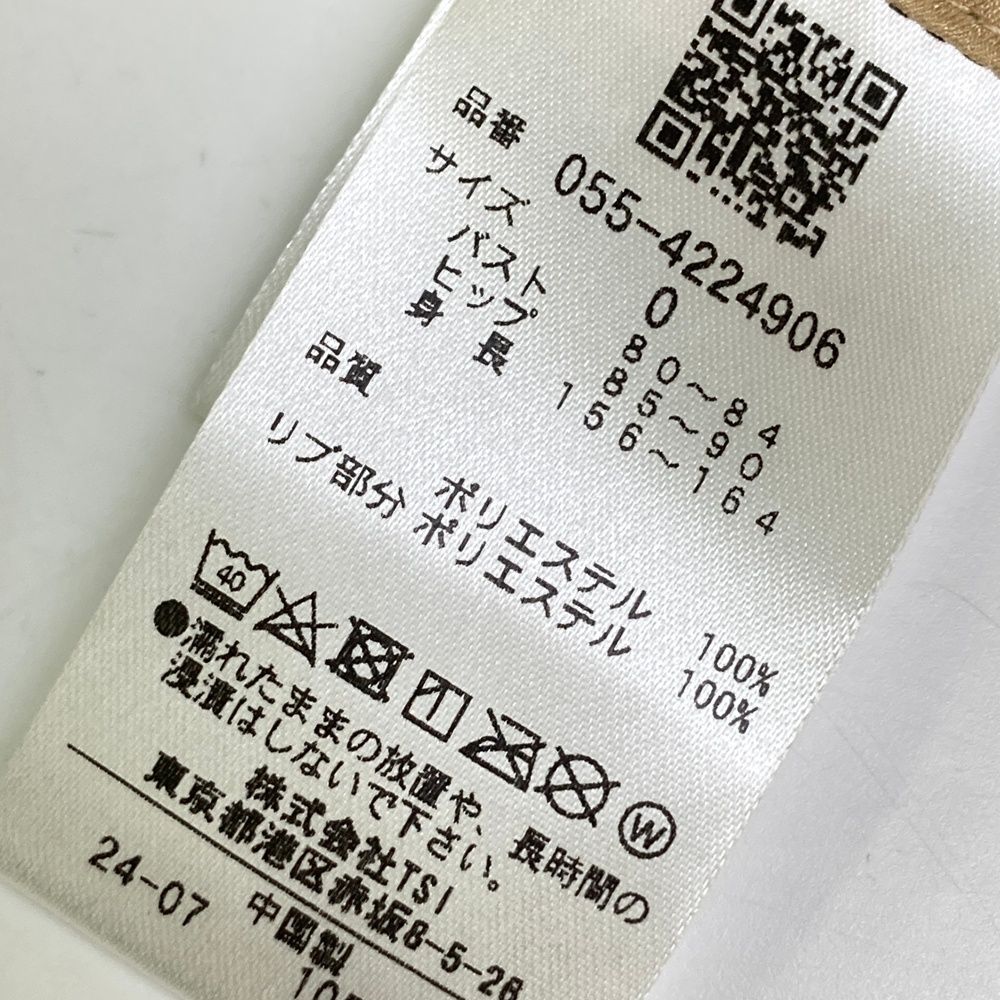 品番 055-4224906
サイズ 0
バスト 80～84
ヒップ 85～90
身長 156～164
品質
ポリエステル 100%
リブ部分 ポリエステル 100%
40
W
●濡れたままの放置や、長時間の
浸漬はしないで下さい。
株式会社TSI
東京都港区赤坂8-5-28
24-07 中国製